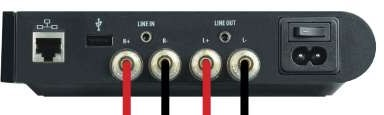 LINE IN
LINE OUT
R+
R-
L+
L-